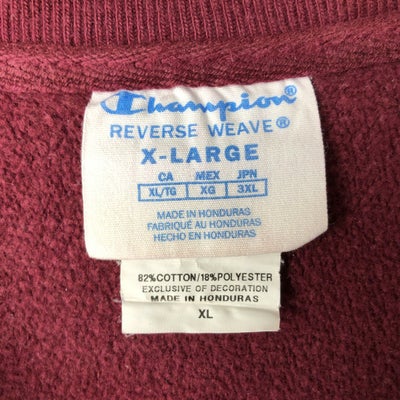 Champion®
REVERSE WEAVE®
X-LARGE
CA MEX JPN
XL/TG XG 3XL
MADE IN HONDURAS
FABRIQUÉ AU HONDURAS
HECHO EN HONDURAS
82%COTTON/18%POLYESTER
EXCLUSIVE OF DECORATION
MADE IN HONDURAS
XL